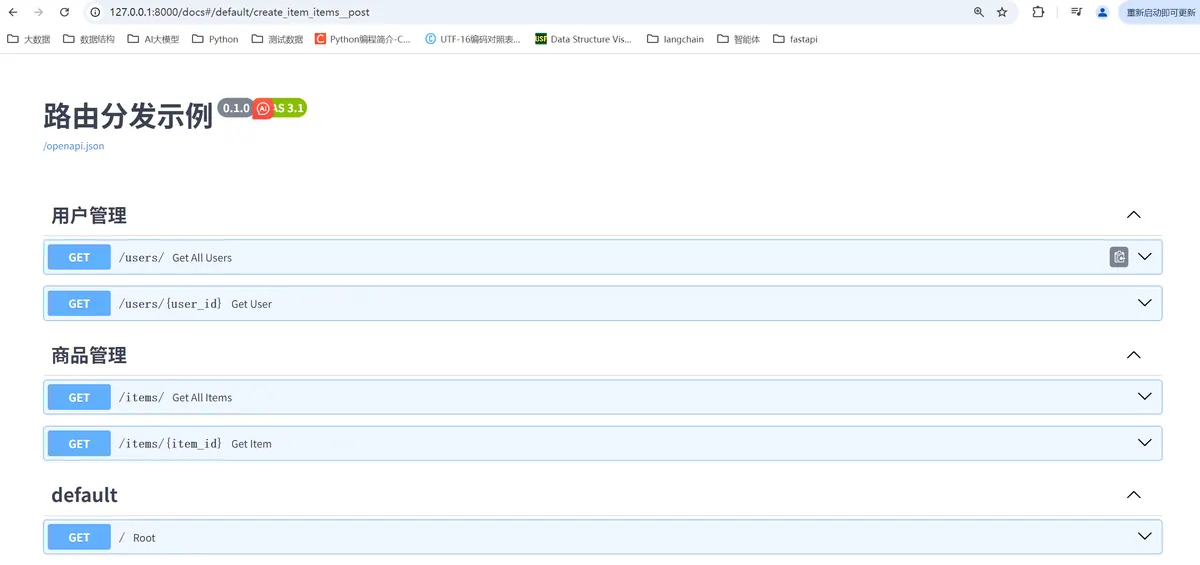 127.0.0.1:8000/docs#/default/create_item_items__post
重新启动即可更新
大数据 数据结构 AI大模型 Python 测试数据 Python编程简介-C... UTF-16编码对照表... Data Structure Vis... langchain 智能体 fastapi
路由分发示例 0.1.0 AI AS 3.1
/openapi.json
用户管理
GET /users/ Get All Users
GET /users/{user_id} Get User
商品管理
GET /items/ Get All Items
GET /items/{item_id} Get Item
default
GET / Root